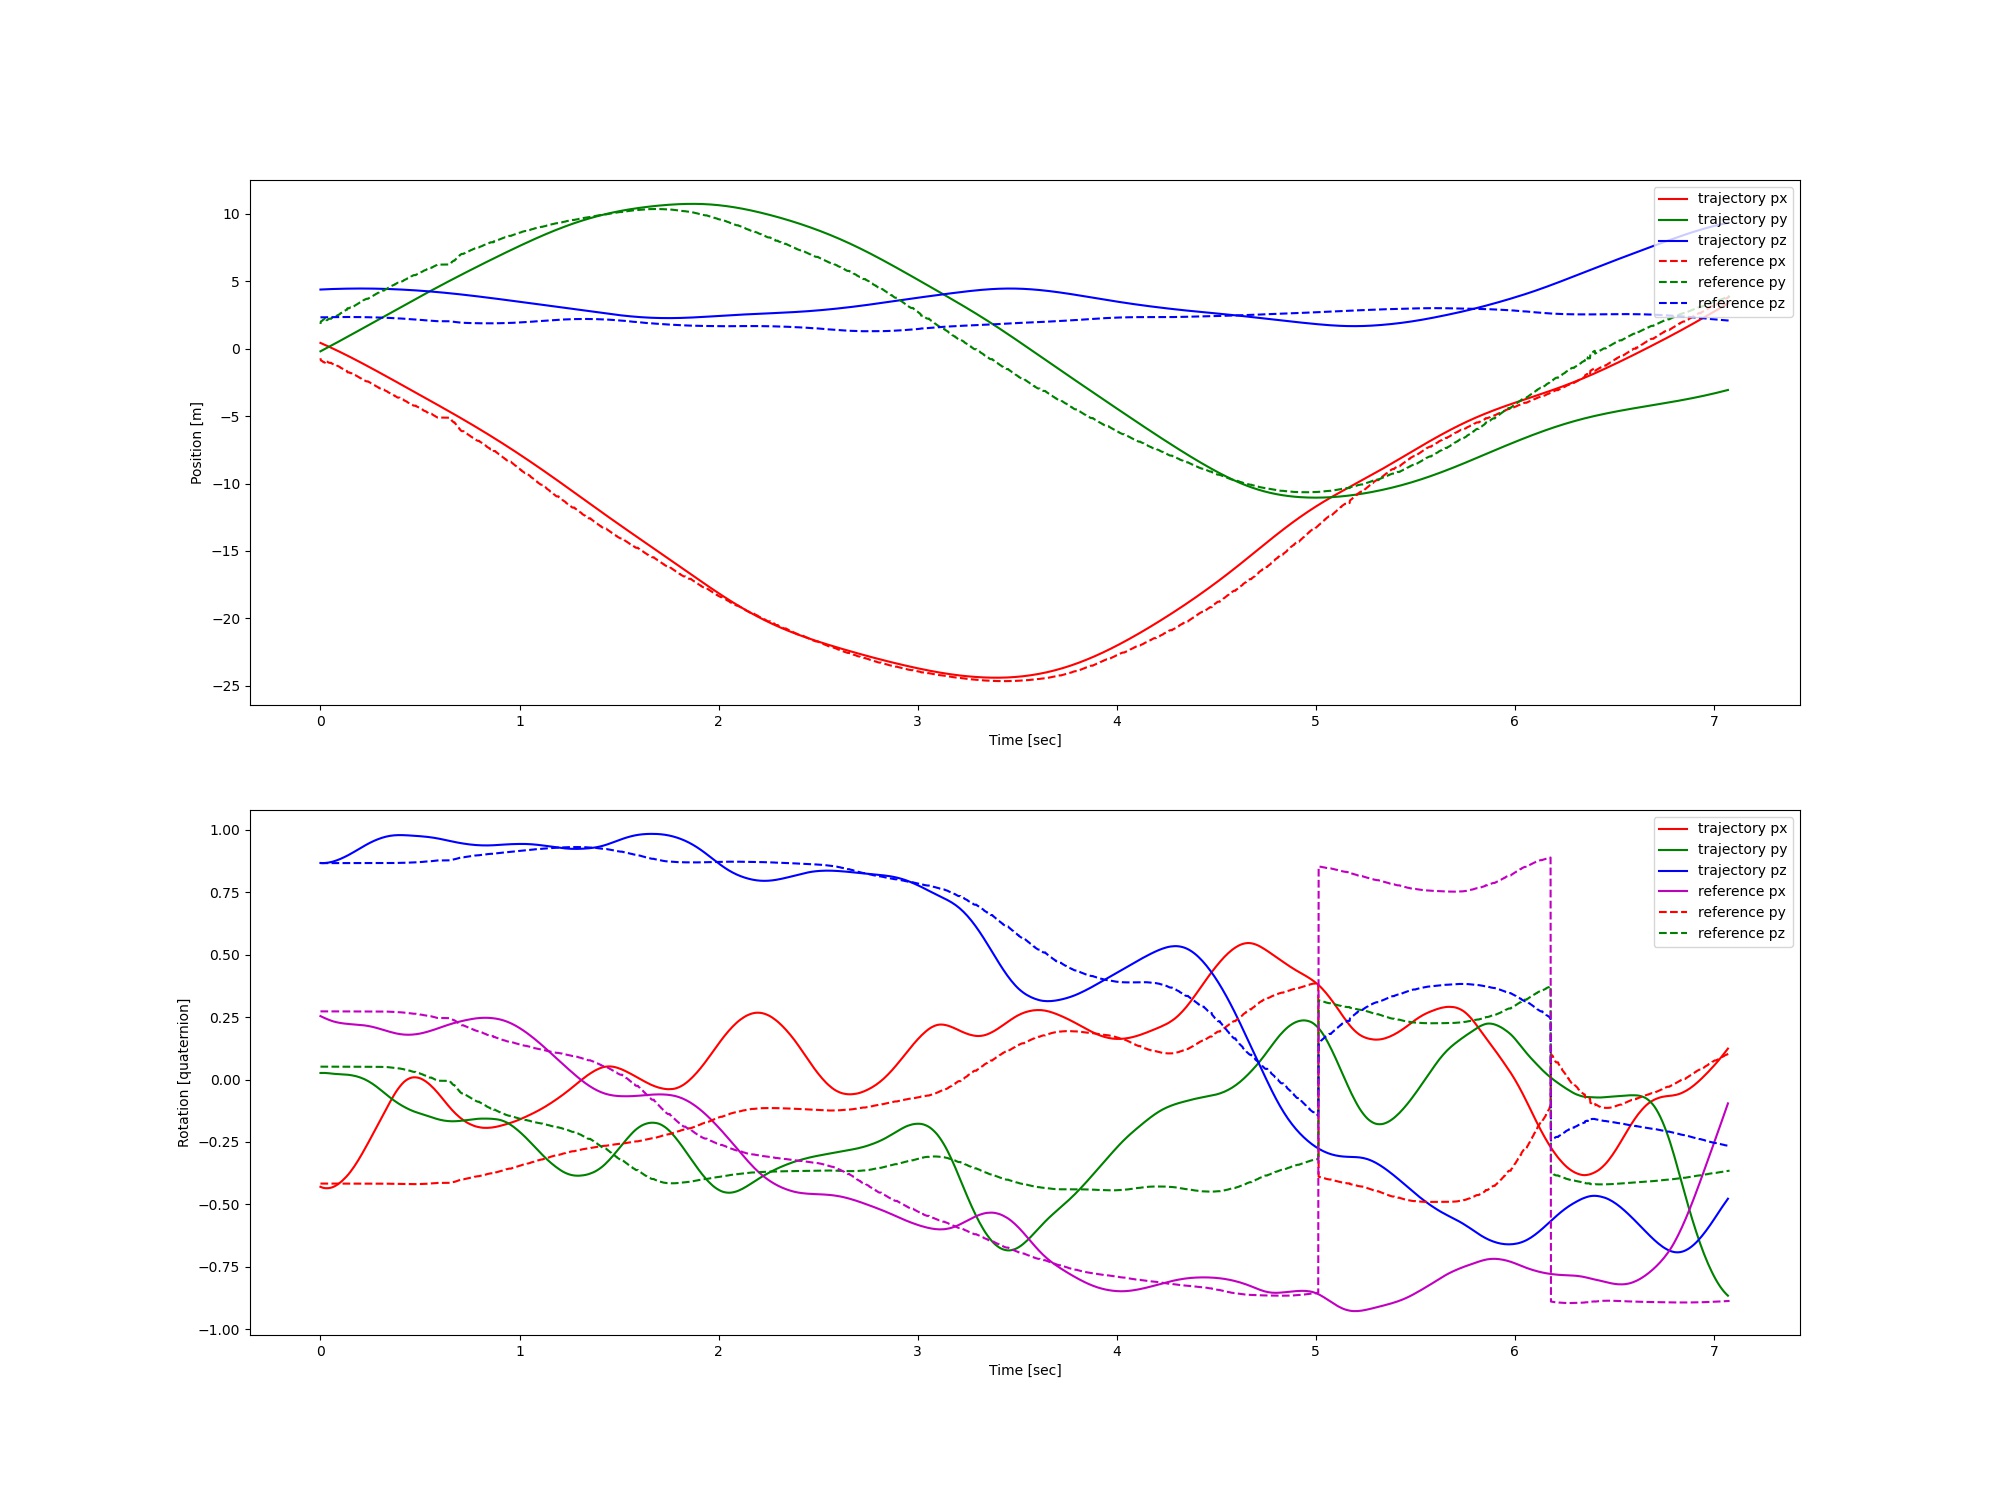 10
5
0
−5
−10
−15
−20
−25
Position [m]
0 1 2 3 4 5 6 7
Time [sec]
trajectory px
trajectory py
trajectory pz
reference px
reference py
reference pz
1.00
0.75
0.50
0.25
0.00
−0.25
−0.50
−0.75
−1.00
Rotation [quaternion]
0 1 2 3 4 5 6 7
Time [sec]
trajectory px
trajectory py
trajectory pz
reference px
reference py
reference pz